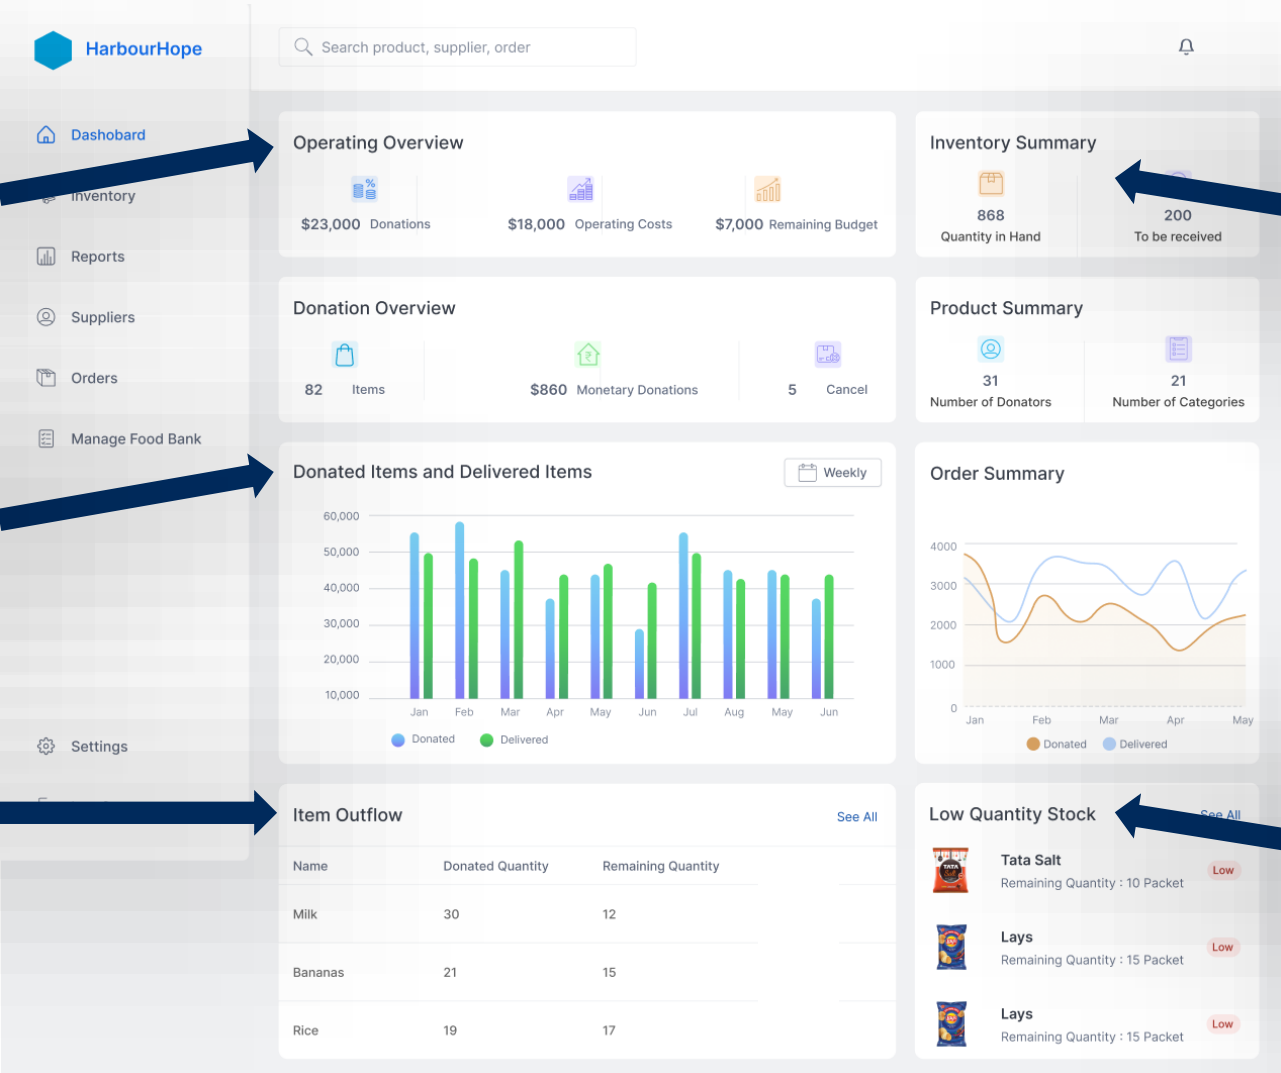 HarbourHope
Search product, supplier, order
Dashobard
Inventory
Reports
Suppliers
Orders
Manage Food Bank
Settings
Operating Overview
$23,000 Donations
$18,000 Operating Costs
$7,000 Remaining Budget
Inventory Summary
868
Quantity in Hand
200
To be received
Donation Overview
82 Items
$860 Monetary Donations
5 Cancel
Product Summary
31
Number of Donators
21
Number of Categories
Donated Items and Delivered Items
Weekly
60,000
50,000
40,000
30,000
20,000
10,000
Jan Feb Mar Apr May Jun Jul Aug May Jun
Donated Delivered
Order Summary
4000
3000
2000
1000
0
Jan Feb Mar Apr May
Donated Delivered
Item Outflow
See All
Name Donated Quantity Remaining Quantity
Milk 30 12
Bananas 21 15
Rice 19 17
Low Quantity Stock
See All
TATA
Tata Salt
Remaining Quantity : 10 Packet
Low
Lays
Remaining Quantity : 15 Packet
Low
Lays
Remaining Quantity : 15 Packet
Low